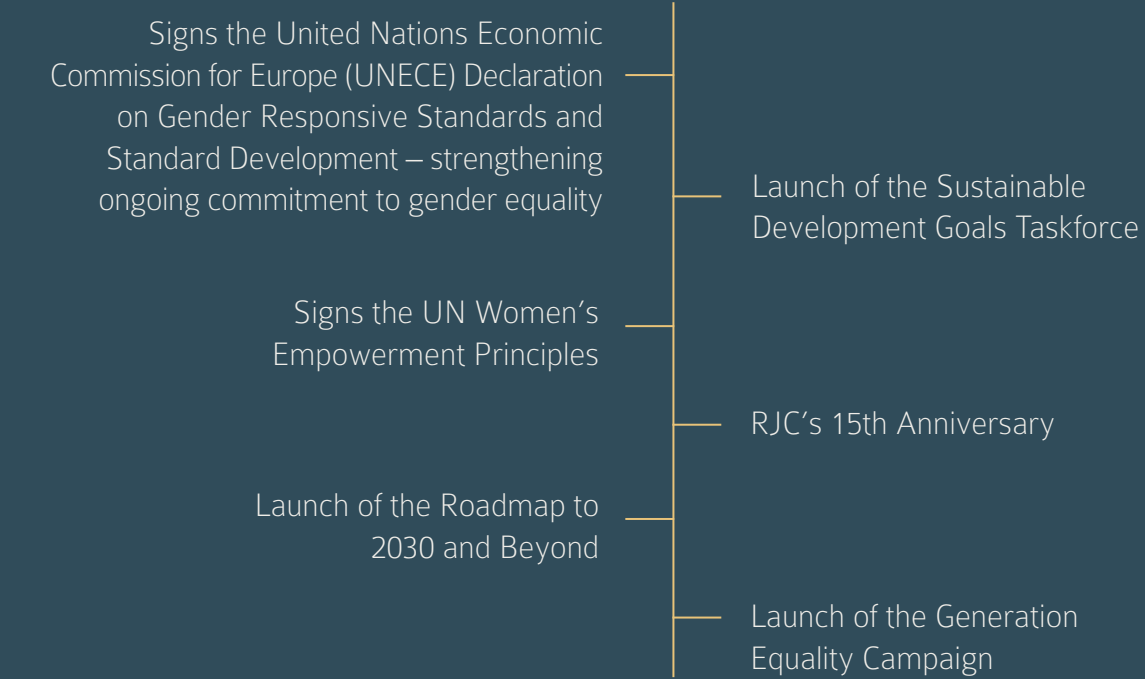 Signs the United Nations Economic
Commission for Europe (UNECE) Declaration
on Gender Responsive Standards and
Standard Development – strengthening
ongoing commitment to gender equality
Launch of the Sustainable
Development Goals Taskforce
Signs the UN Women’s
Empowerment Principles
RJC’s 15th Anniversary
Launch of the Roadmap to
2030 and Beyond
Launch of the Generation
Equality Campaign